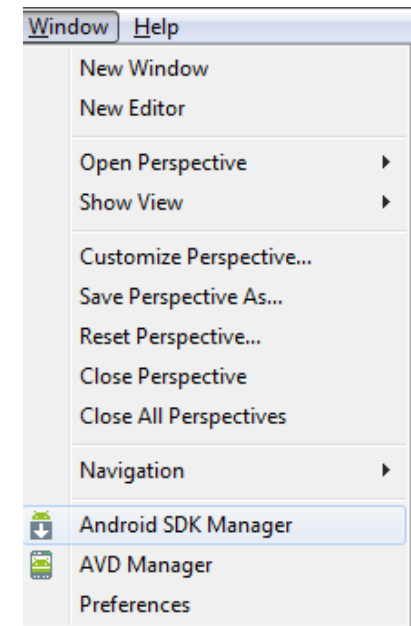 Window Help
New Window
New Editor
Open Perspective
Show View
Customize Perspective...
Save Perspective As...
Reset Perspective...
Close Perspective
Close All Perspectives
Navigation
Android SDK Manager
AVD Manager
Preferences